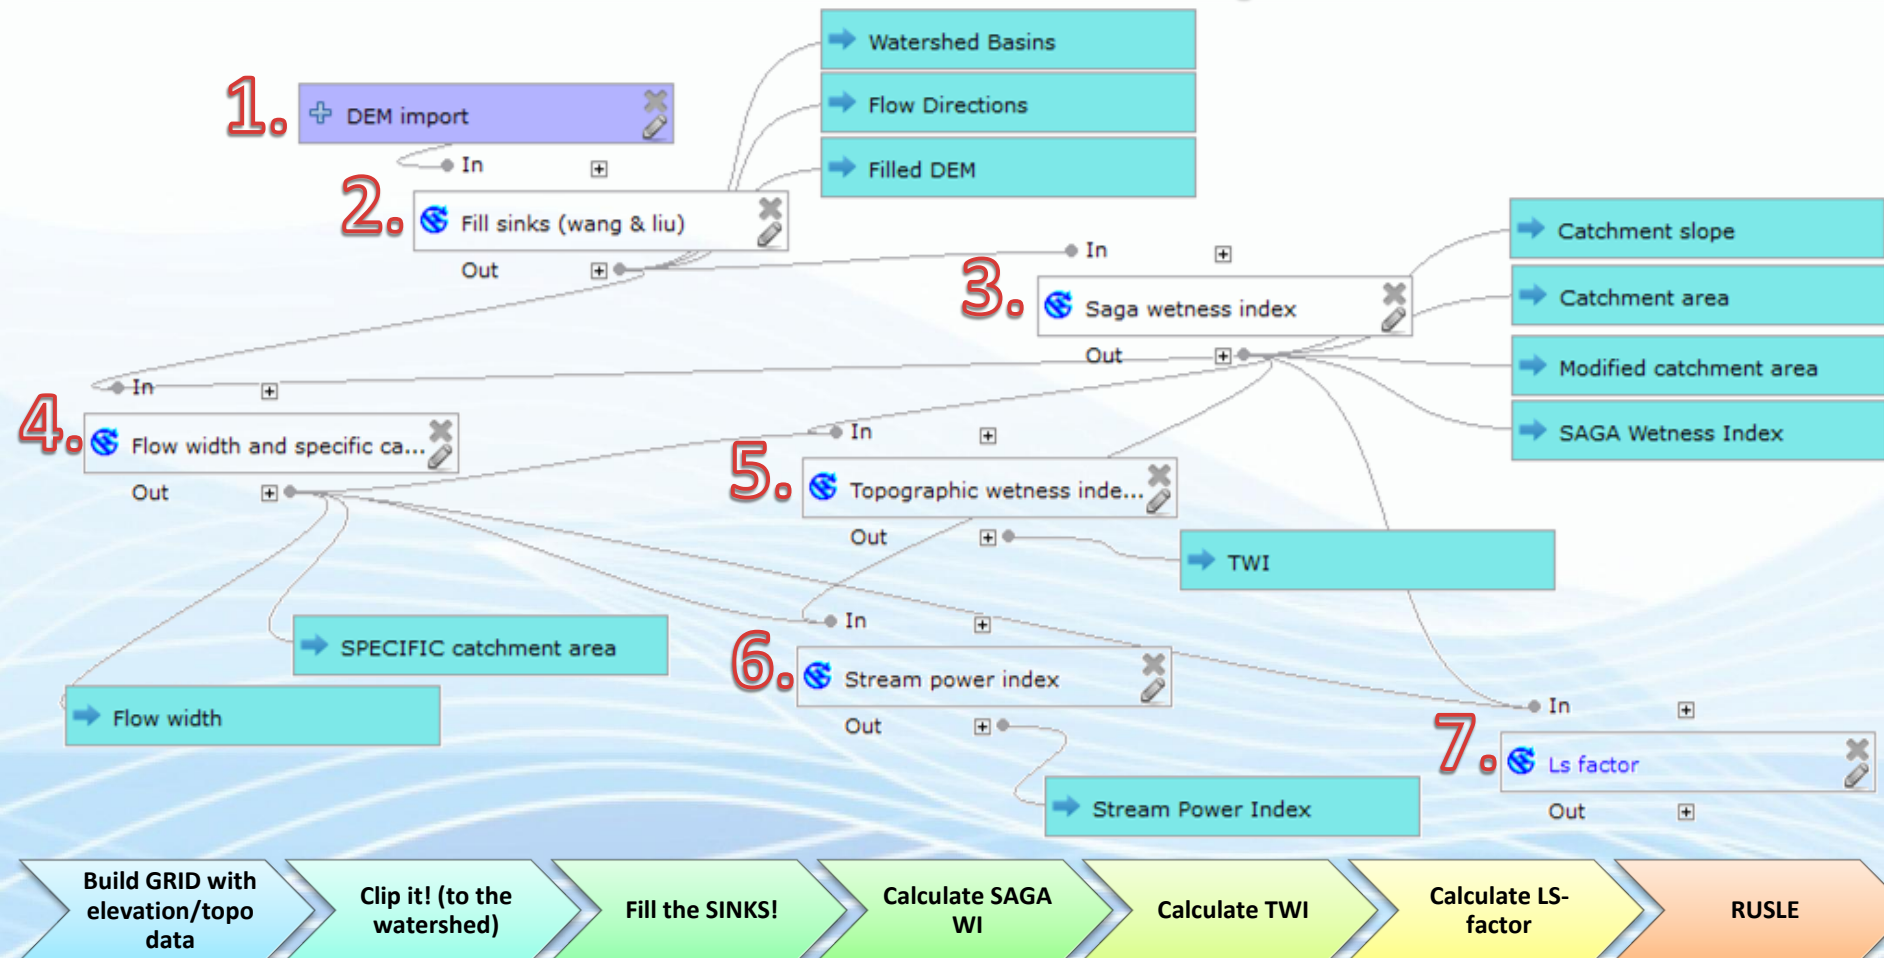 Watershed Basins
1.
DEM import
Flow Directions
In
Filled DEM
2.
Fill sinks (wang & liu)
Out
In
Catchment slope
3.
Saga wetness index
Catchment area
Out
Modified catchment area
In
SAGA Wetness Index
4.
Flow width and specific ca...
Out
In
5.
Topographic wetness inde...
Out
TWI
SPECIFIC catchment area
Flow width
In
6.
Stream power index
Out
Stream Power Index
In
7.
Ls factor
Out
Build GRID with
elevation/topo
data
Clip it! (to the
watershed)
Fill the SINKS!
Calculate SAGA
WI
Calculate TWI
Calculate LS-
factor
RUSLE